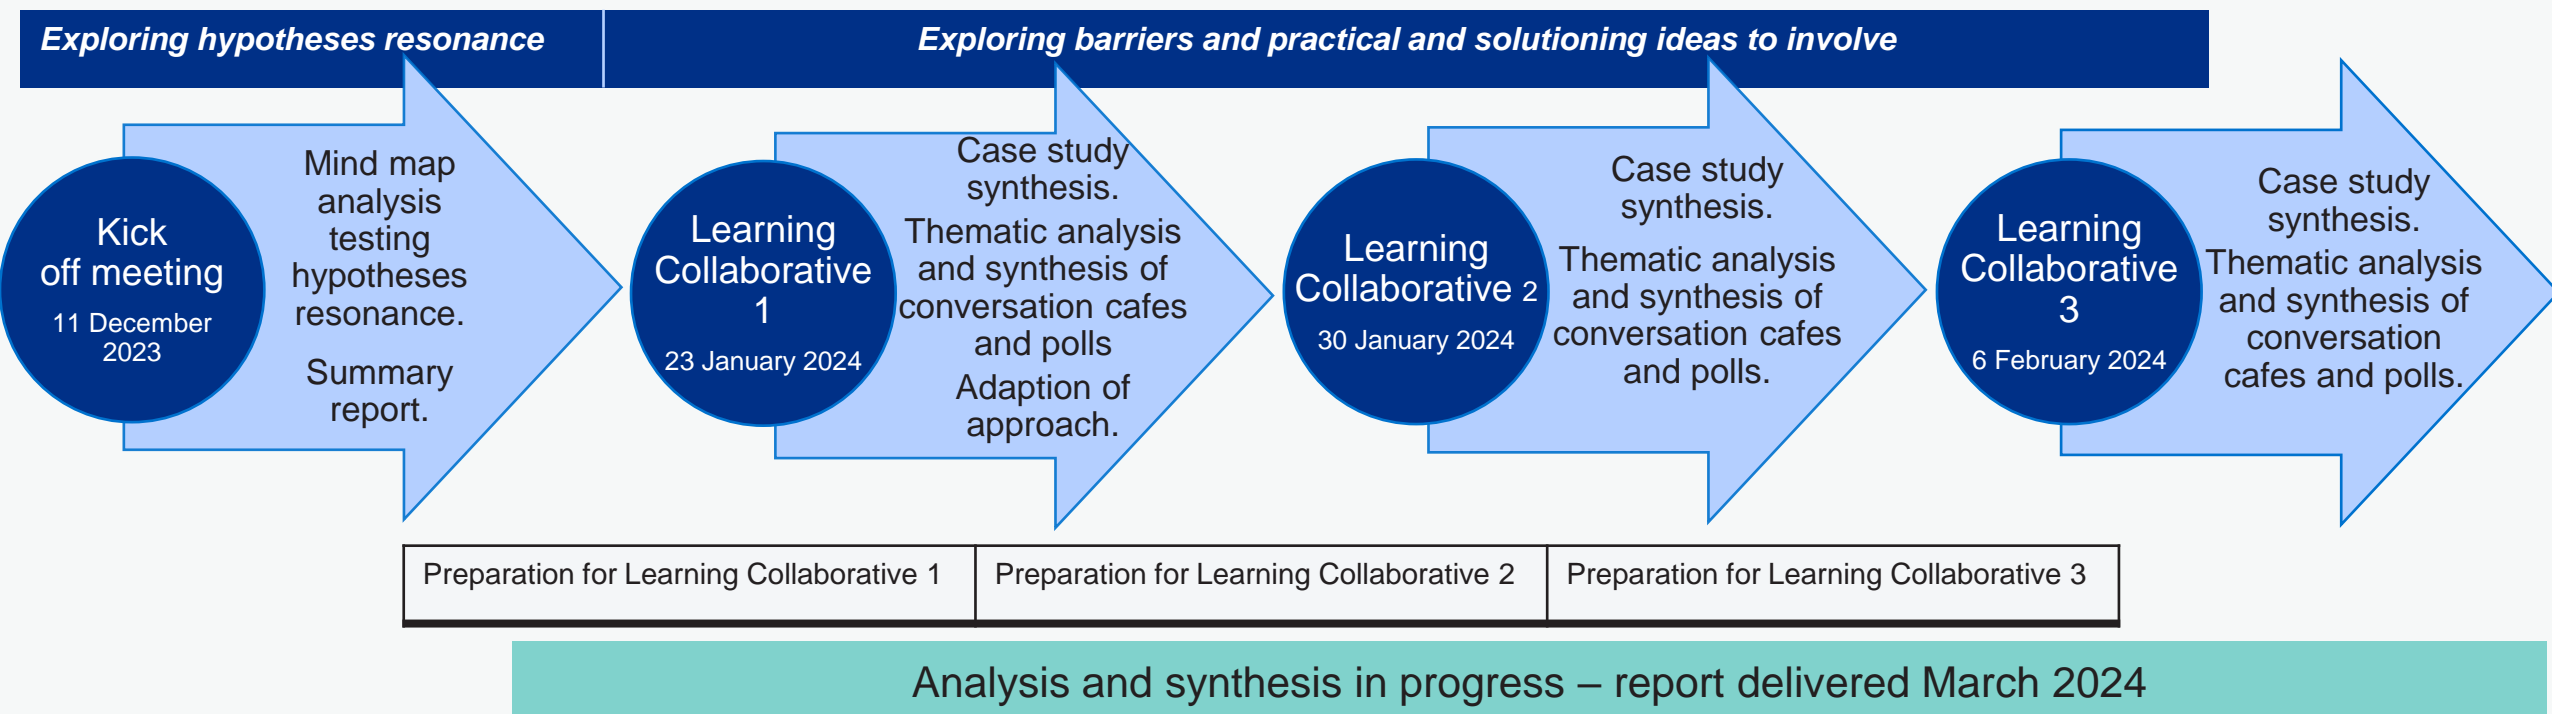 Exploring hypotheses resonance
Exploring barriers and practical and solutioning ideas to involve
Kick
off meeting
11 December
2023
Mind map
analysis
testing
hypotheses
resonance.
Summary
report.
Learning
Collaborative
1
23 January 2024
Case study
synthesis.
Thematic analysis
and synthesis of
conversation cafes
and polls
Adaption of
approach.
Learning
Collaborative 2
30 January 2024
Case study
synthesis.
Thematic analysis
and synthesis of
conversation cafes
and polls.
Learning
Collaborative
3
6 February 2024
Case study
synthesis.
Thematic analysis
and synthesis of
conversation
cafes and polls.
Preparation for Learning Collaborative 1
Preparation for Learning Collaborative 2
Preparation for Learning Collaborative 3
Analysis and synthesis in progress – report delivered March 2024